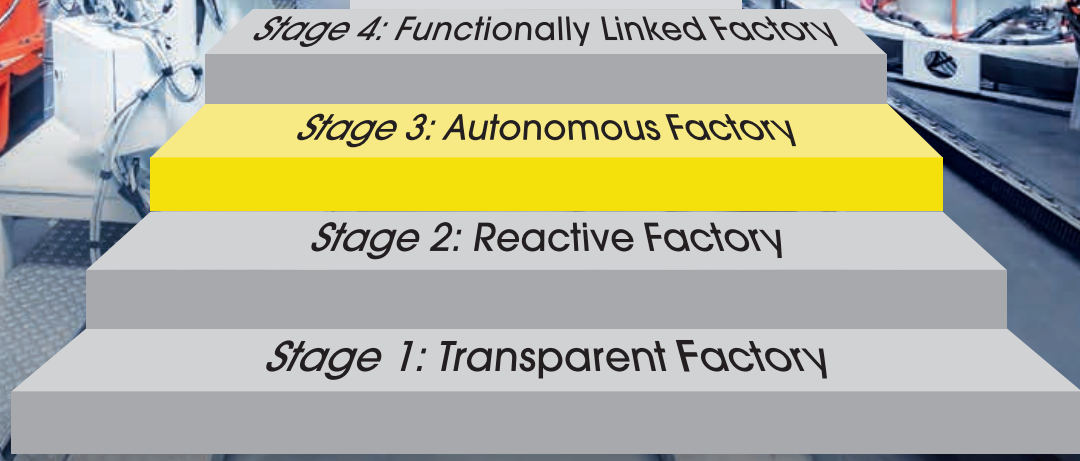 Stage 4: Functionally Linked Factory
Stage 3: Autonomous Factory
Stage 2: Reactive Factory
Stage 1: Transparent Factory